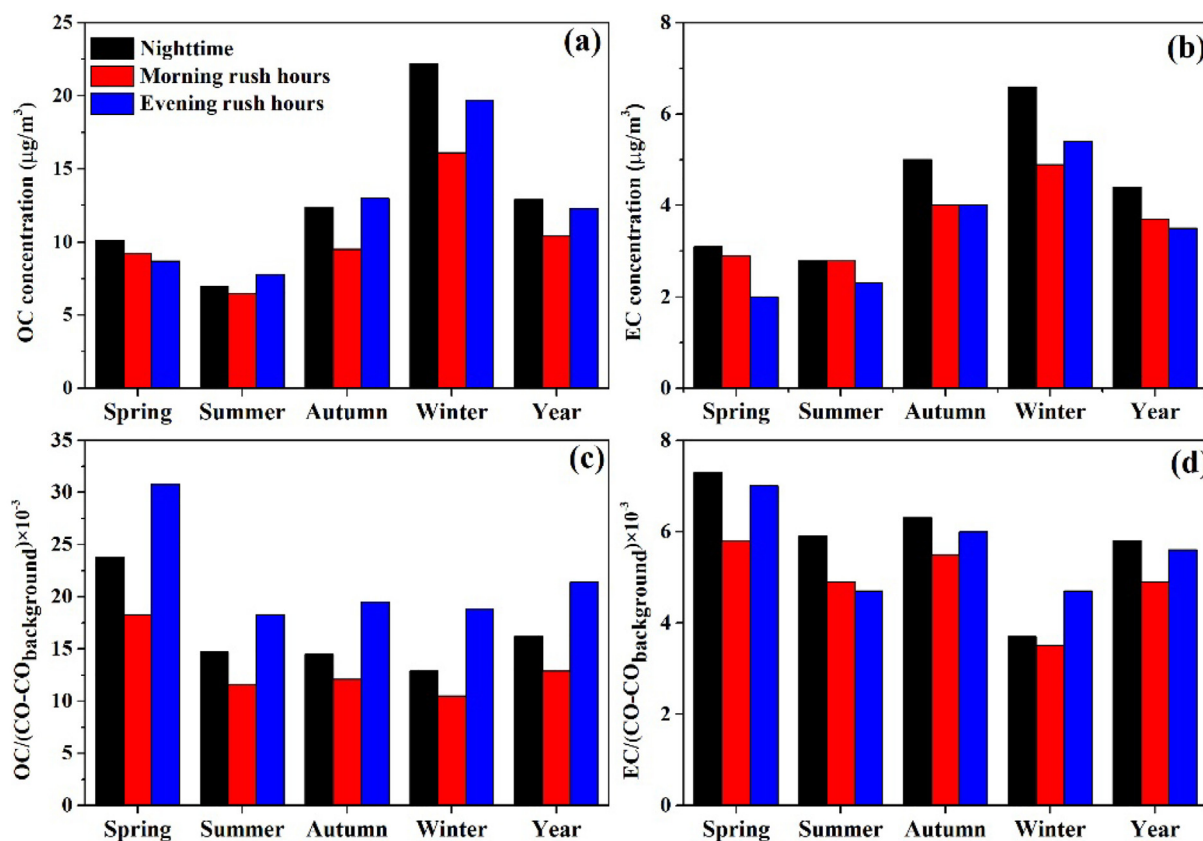 (a)
Nighttime
Morning rush hours
Evening rush hours
OC concentration (μg/m³)
25
20
15
10
5
0
Spring Summer Autumn Winter Year
(b)
EC concentration (μg/m³)
8
6
4
2
0
Spring Summer Autumn Winter Year
(c)
OC/(CO-CObackground)×10⁻³
35
30
25
20
15
10
5
0
Spring Summer Autumn Winter Year
(d)
EC/(CO-CObackground)×10⁻³
8
6
4
2
0
Spring Summer Autumn Winter Year